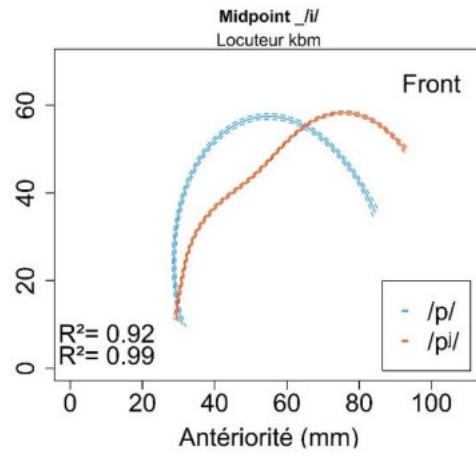 Midpoint _/i/
Locuteur kbm
Front
60
40
20
0
R²= 0.92
R²= 0.99
/p/
/pʲ/
0 20 40 60 80 100
Antériorité (mm)